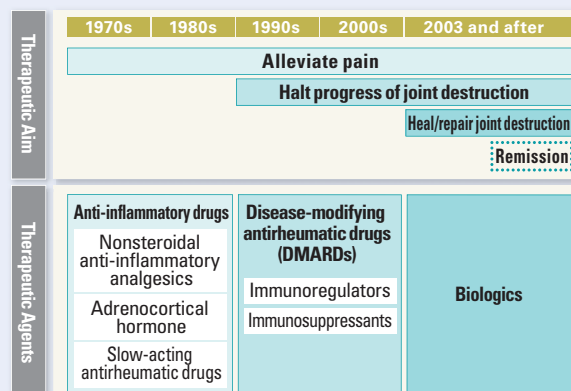 1970s 1980s 1990s 2000s 2003 and after
Therapeutic Aim
Alleviate pain
Halt progress of joint destruction
Heal/repair joint destruction
Remission
Therapeutic Agents
Anti-inflammatory drugs
Nonsteroidal
anti-inflammatory
analgesics
Adrenocortical
hormone
Slow-acting
antirheumatic drugs
Disease-modifying
antirheumatic drugs
(DMARDs)
Immunoregulators
Immunosuppressants
Biologics